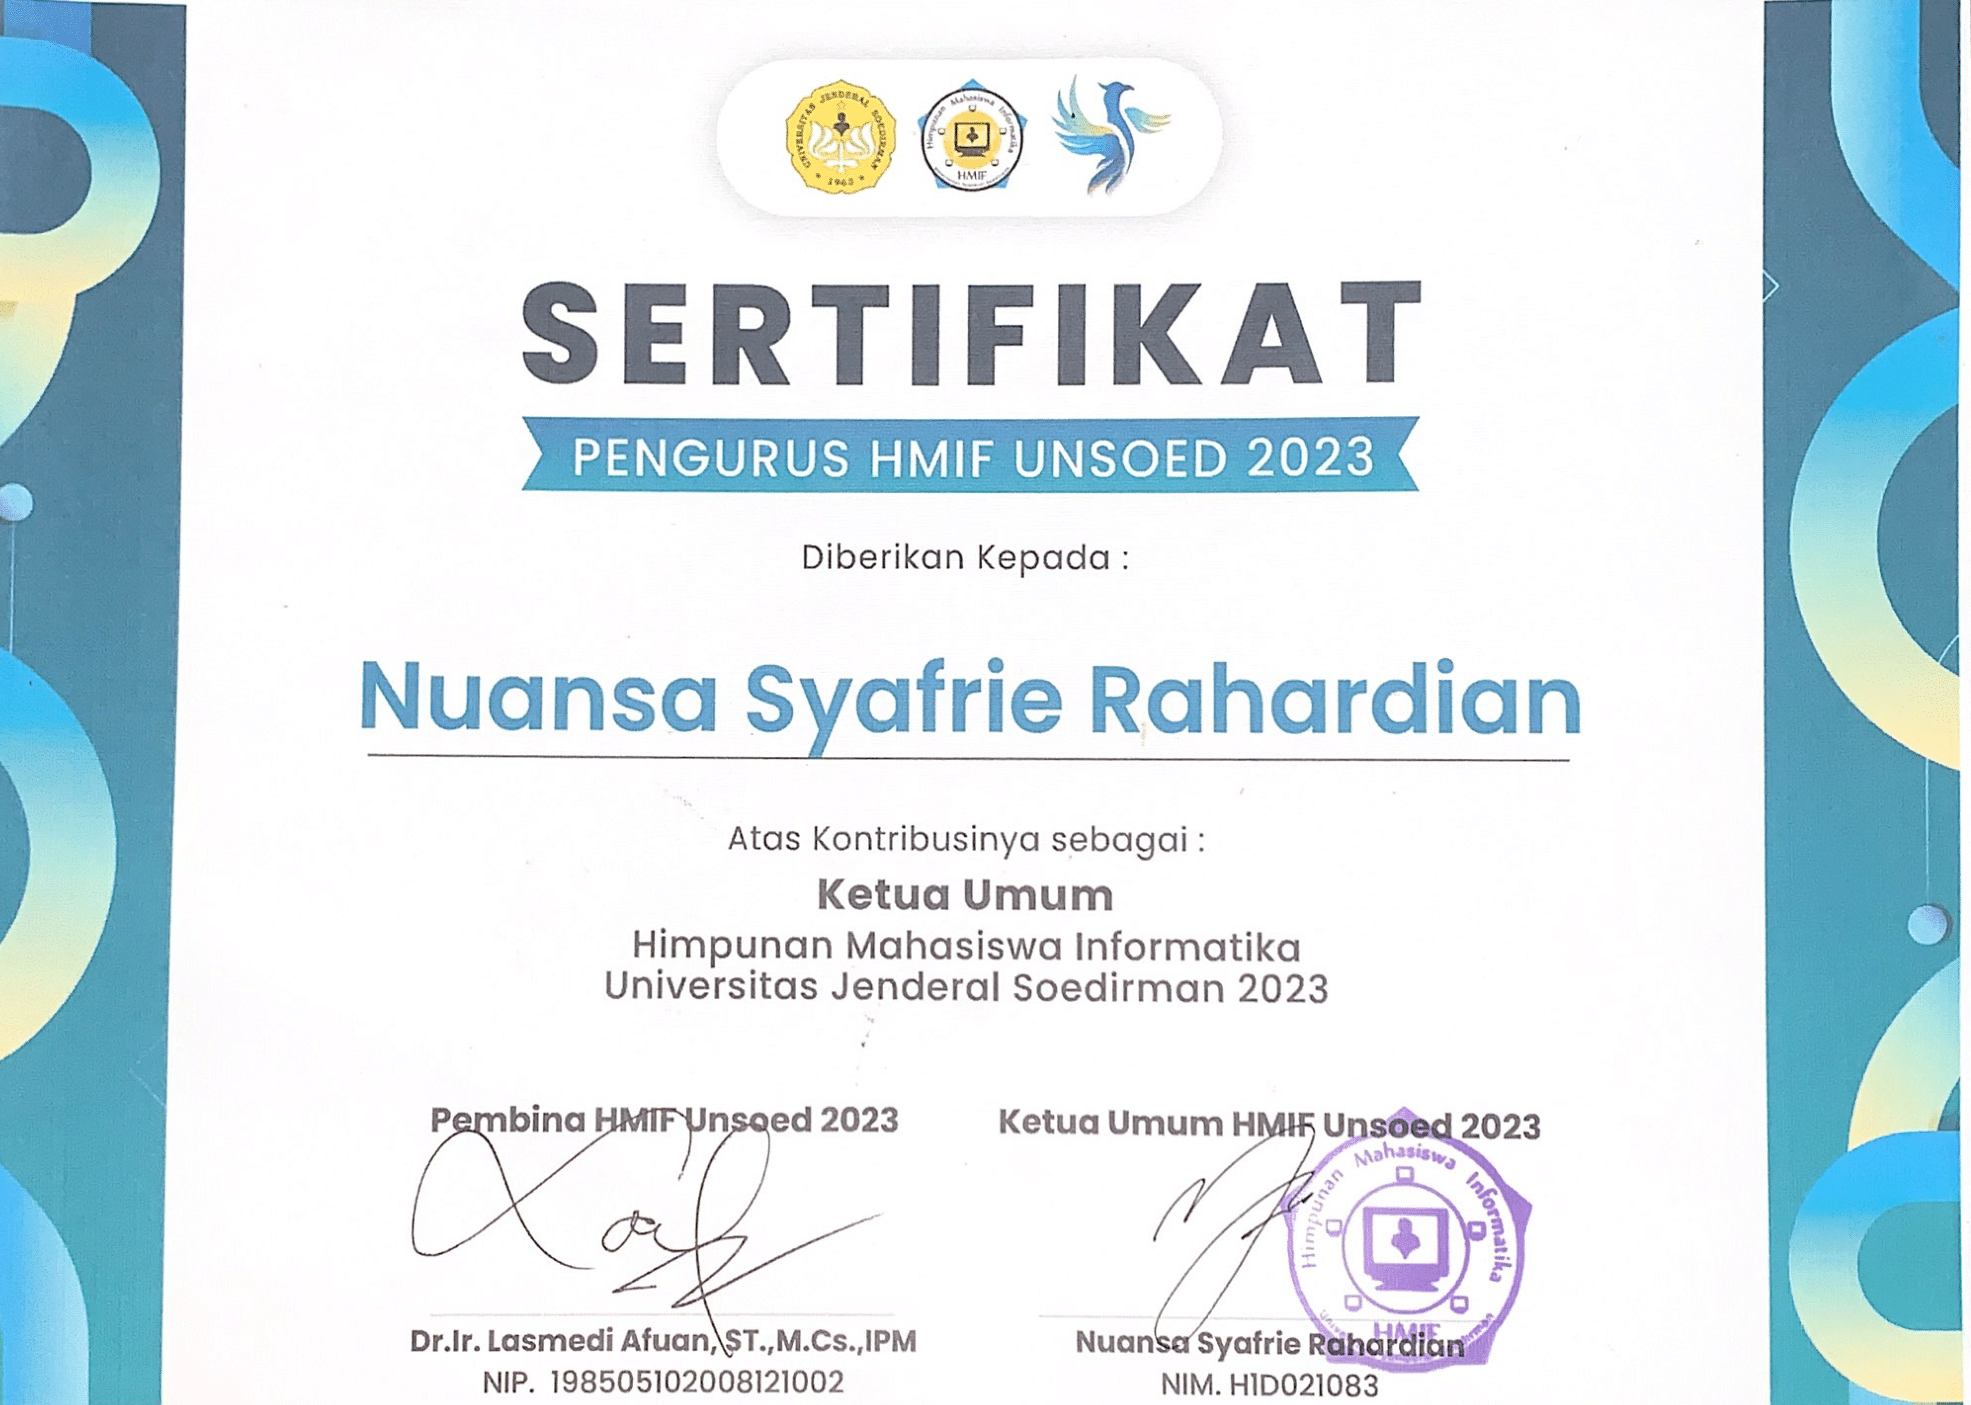 UNIVERSITAS JENDERAL SOEDIRMAN
1963
Himpunan Mahasiswa Informatika
HMIF
SERTIFIKAT
PENGURUS HMIF UNSOED 2023
Diberikan Kepada :
Nuansa Syafrie Rahardian
Atas Kontribusinya sebagai :
Ketua Umum
Himpunan Mahasiswa Informatika
Universitas Jenderal Soedirman 2023
Pembina HMIF Unsoed 2023
Ketua Umum HMIF Unsoed 2023
Himpunan Mahasiswa Informatika
HMIF
Dr.Ir. Lasmedi Afuan, ST.,M.Cs.,IPM
Nuansa Syafrie Rahardian
NIP. 198505102008121002
NIM. H1D021083